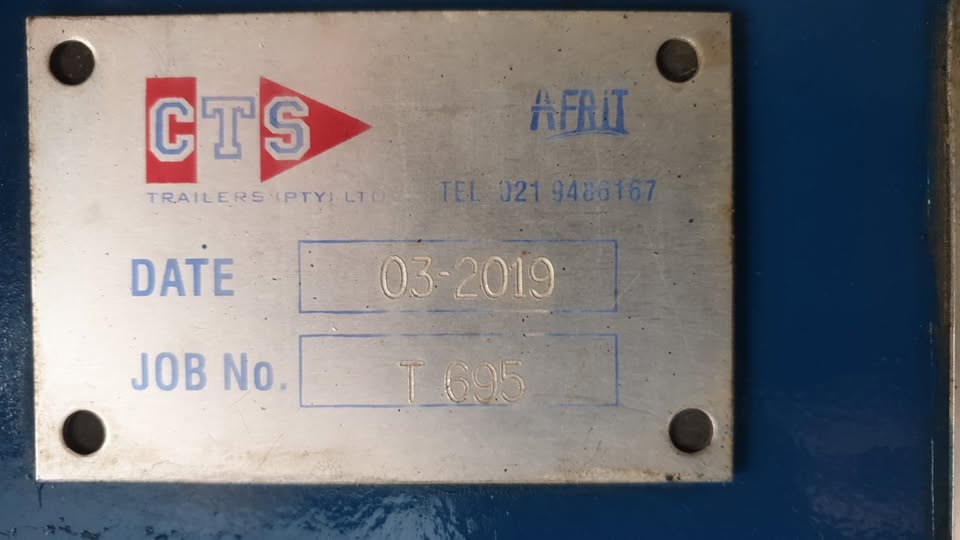 CTS AFRIT
TRAILERS (PTY) LTD TEL 021 9486167
DATE 03-2019
JOB No. T 695